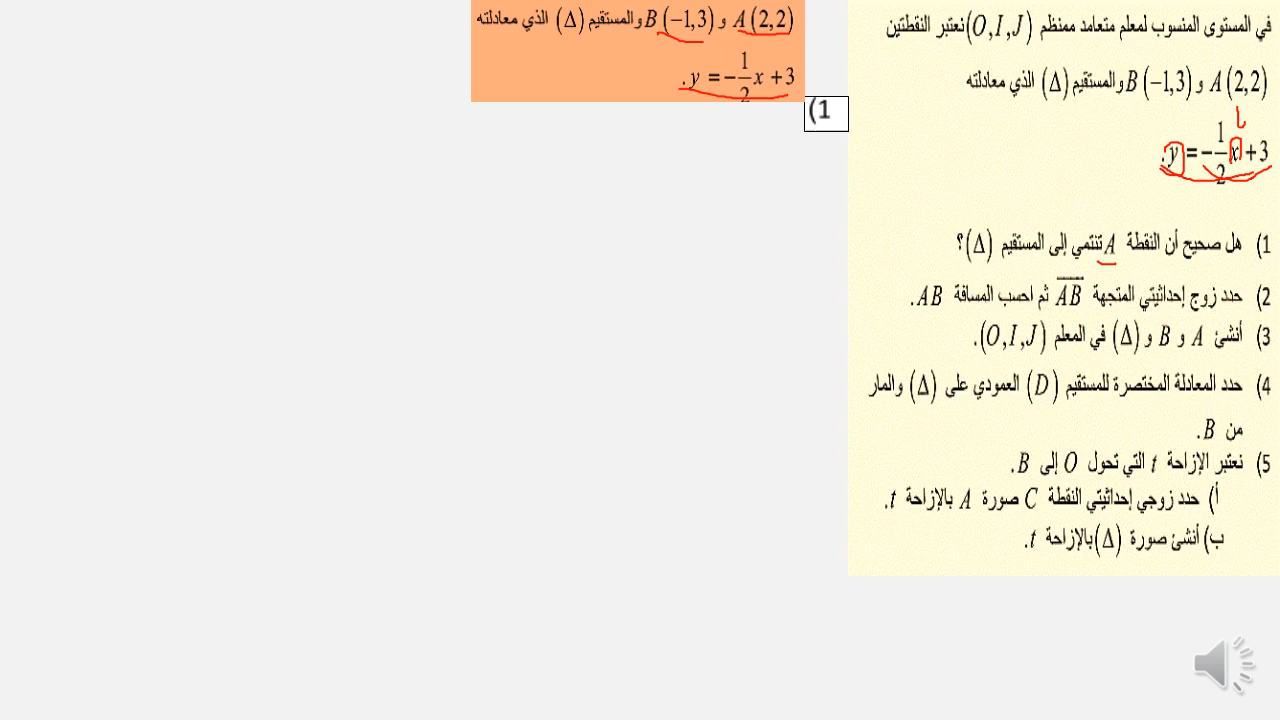 في المستوى المنسوب لمعلم متعامد ممنظم (O,I,J) نعتبر النقطتين
A(2,2) و B(−1,3) والمستقيم (Δ) الذي معادلته
y = −1/2 x + 3.
1) هل صحيح أن النقطة A تنتمي إلى المستقيم (Δ)؟
2) حدد زوج إحداثيتي المتجهة AB ثم احسب المسافة AB.
3) أنشئ A و B و (Δ) في المعلم (O,I,J).
4) حدد المعادلة المختصرة للمستقيم (D) العمودي على (Δ) والمار
من B.
5) نعتبر الإزاحة t التي تحول O إلى B.
أ) حدد زوجي إحداثيتي النقطة C صورة A بالإزاحة t.
ب) أنشئ صورة (Δ) بالإزاحة t.
A(2,2) و B(−1,3) والمستقيم (Δ) الذي معادلته
y = −1/2 x + 3.
1)